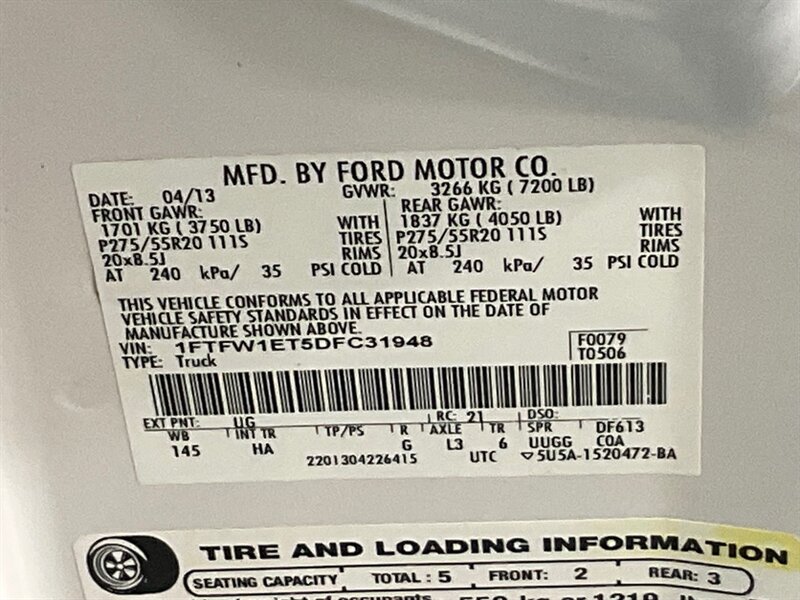 MFD. BY FORD MOTOR CO.
DATE: 04/13 GVWR: 3266 KG ( 7200 LB)
FRONT GAWR: REAR GAWR:
1701 KG ( 3750 LB) WITH 1837 KG ( 4050 LB) WITH
P275/55R20 111S TIRES P275/55R20 111S TIRES
20x8.5J RIMS 20x8.5J RIMS
AT 240 kPa/ 35 PSI COLD AT 240 kPa/ 35 PSI COLD
THIS VEHICLE CONFORMS TO ALL APPLICABLE FEDERAL MOTOR
VEHICLE SAFETY STANDARDS IN EFFECT ON THE DATE OF
MANUFACTURE SHOWN ABOVE.
VIN: 1FTFW1ET5DFC31948 F0079
TYPE: Truck T0506
EXT PNT: UG RC: 21 DSO:
WB INT TR TP/PS R AXLE TR SPR DF613
145 HA G L3 6 UUGG COA
2201304226415 UTC ▽5U5A-1520472-BA
TIRE AND LOADING INFORMATION
SEATING CAPACITY TOTAL : 5 FRONT: 2 REAR: 3